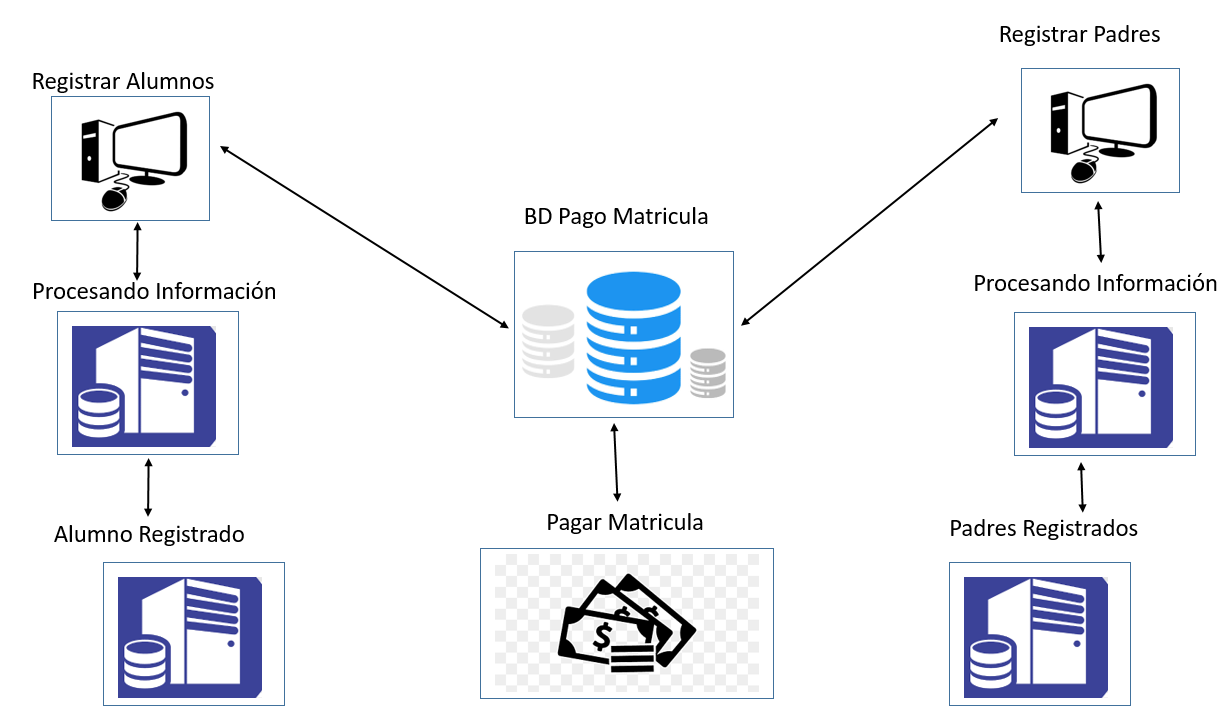 Registrar Padres
Registrar Alumnos
BD Pago Matricula
Procesando Información
Procesando Información
Pagar Matricula
Alumno Registrado
Padres Registrados
$
$
$